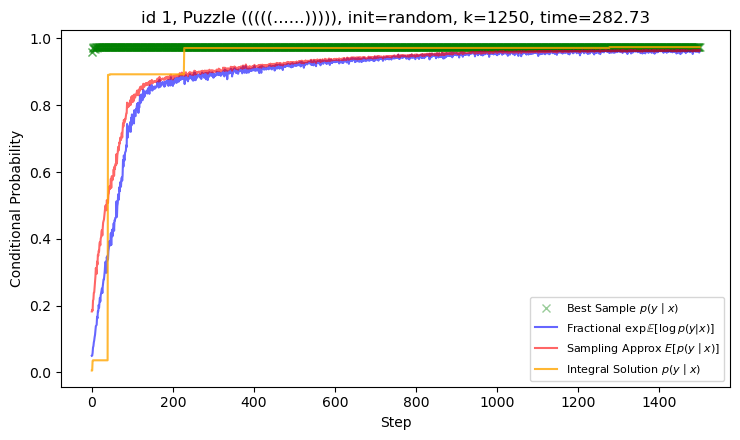 id 1, Puzzle (((((......))))), init=random, k=1250, time=282.73
Conditional Probability
1.0
0.8
0.6
0.4
0.2
0.0
Best Sample p(y | x)
Fractional exp𝔼[log p(y|x)]
Sampling Approx E[p(y | x)]
Integral Solution p(y | x)
0 200 400 600 800 1000 1200 1400
Step